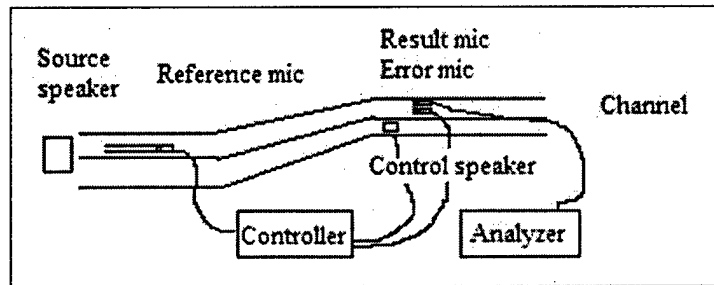 Source
speaker
Reference mic
Result mic
Error mic
Channel
Control speaker
Controller
Analyzer